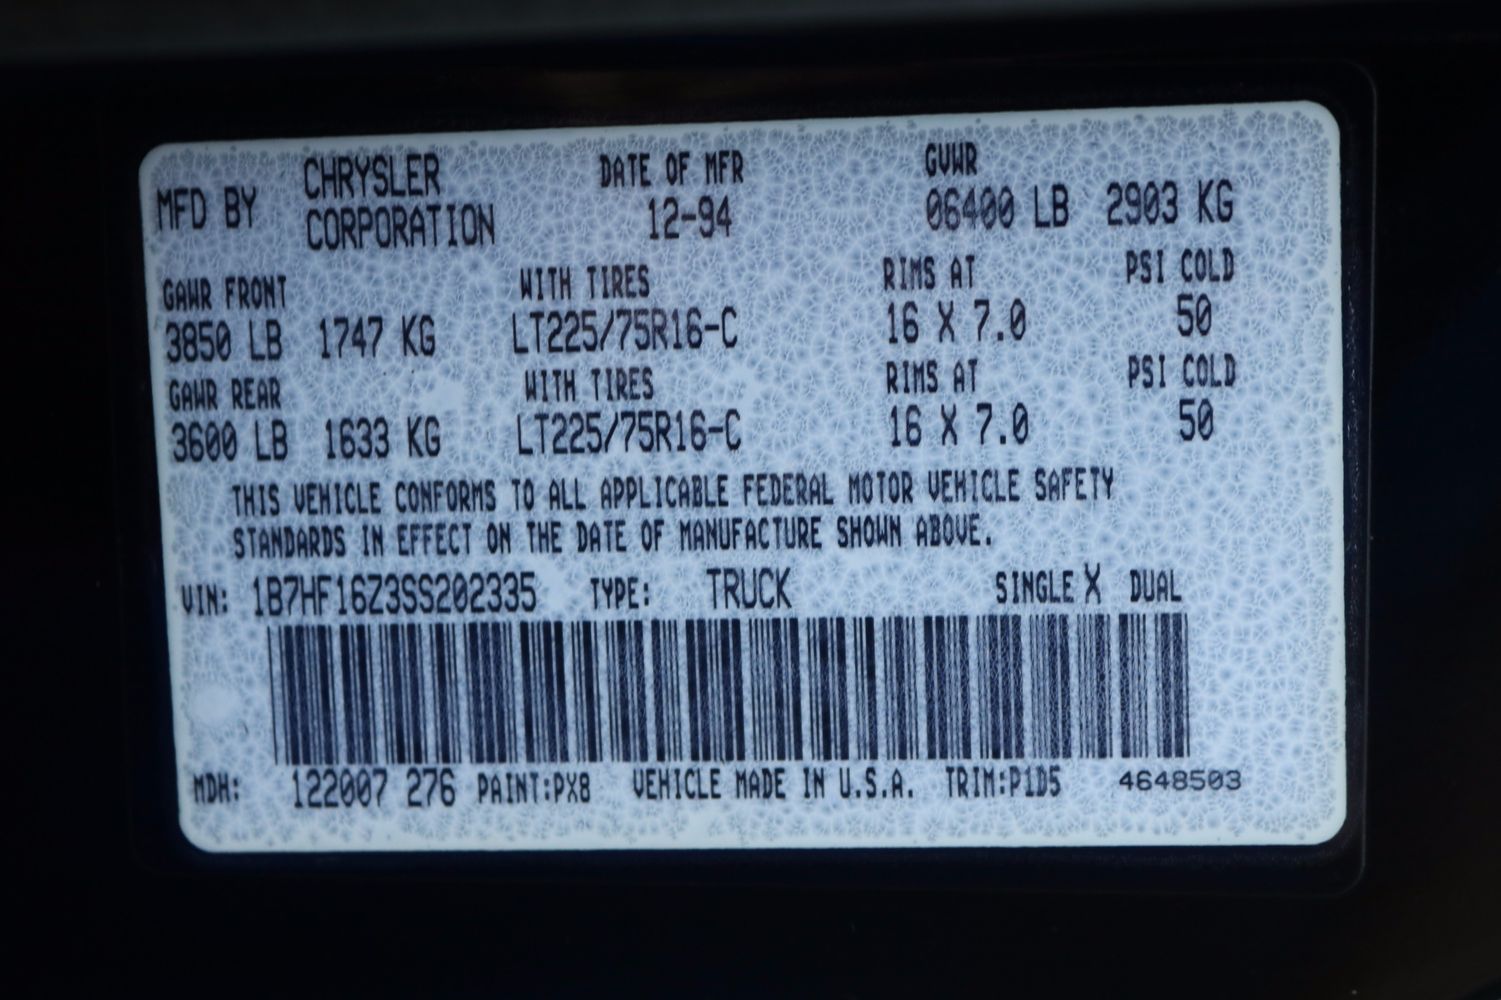 MFD BY CHRYSLER CORPORATION DATE OF MFR 12-94 GVWR 06400 LB 2903 KG
GAWR FRONT WITH TIRES RIMS AT PSI COLD
3850 LB 1747 KG LT225/75R16-C 16 X 7.0 50
GAWR REAR WITH TIRES RIMS AT PSI COLD
3600 LB 1633 KG LT225/75R16-C 16 X 7.0 50
THIS VEHICLE CONFORMS TO ALL APPLICABLE FEDERAL MOTOR VEHICLE SAFETY
STANDARDS IN EFFECT ON THE DATE OF MANUFACTURE SHOWN ABOVE.
VIN: 1B7HF16Z3SS202335 TYPE: TRUCK SINGLE X DUAL
MDH: 122007 276 PAINT:PX8 VEHICLE MADE IN U.S.A. TRIM:P1D5 4648503